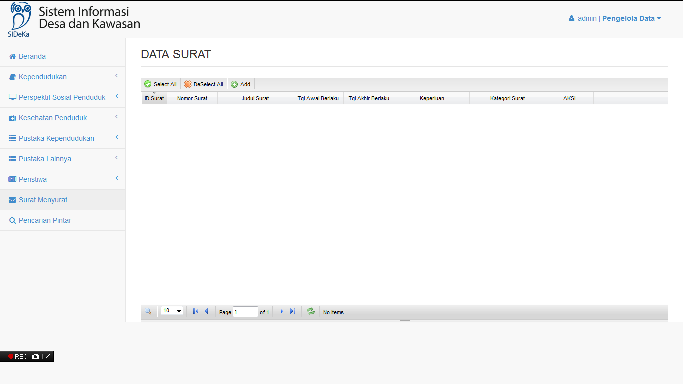 Sistem Informasi
Desa dan Kawasan
SIDeKa
admin | Pengelola Data
Beranda
Kependudukan
Perspektif Sosial Penduduk
Kesehatan Penduduk
Pustaka Kependudukan
Pustaka Lainnya
Peristiwa
Surat Menyurat
Pencarian Pintar
DATA SURAT
Select All DeSelect All Add
ID Surat Nomor Surat Judul Surat Tgl Awal Berlaku Tgl Akhir Berlaku Keperluan Kategori Surat AKSI
10 Page 1 of 1 No items
REC